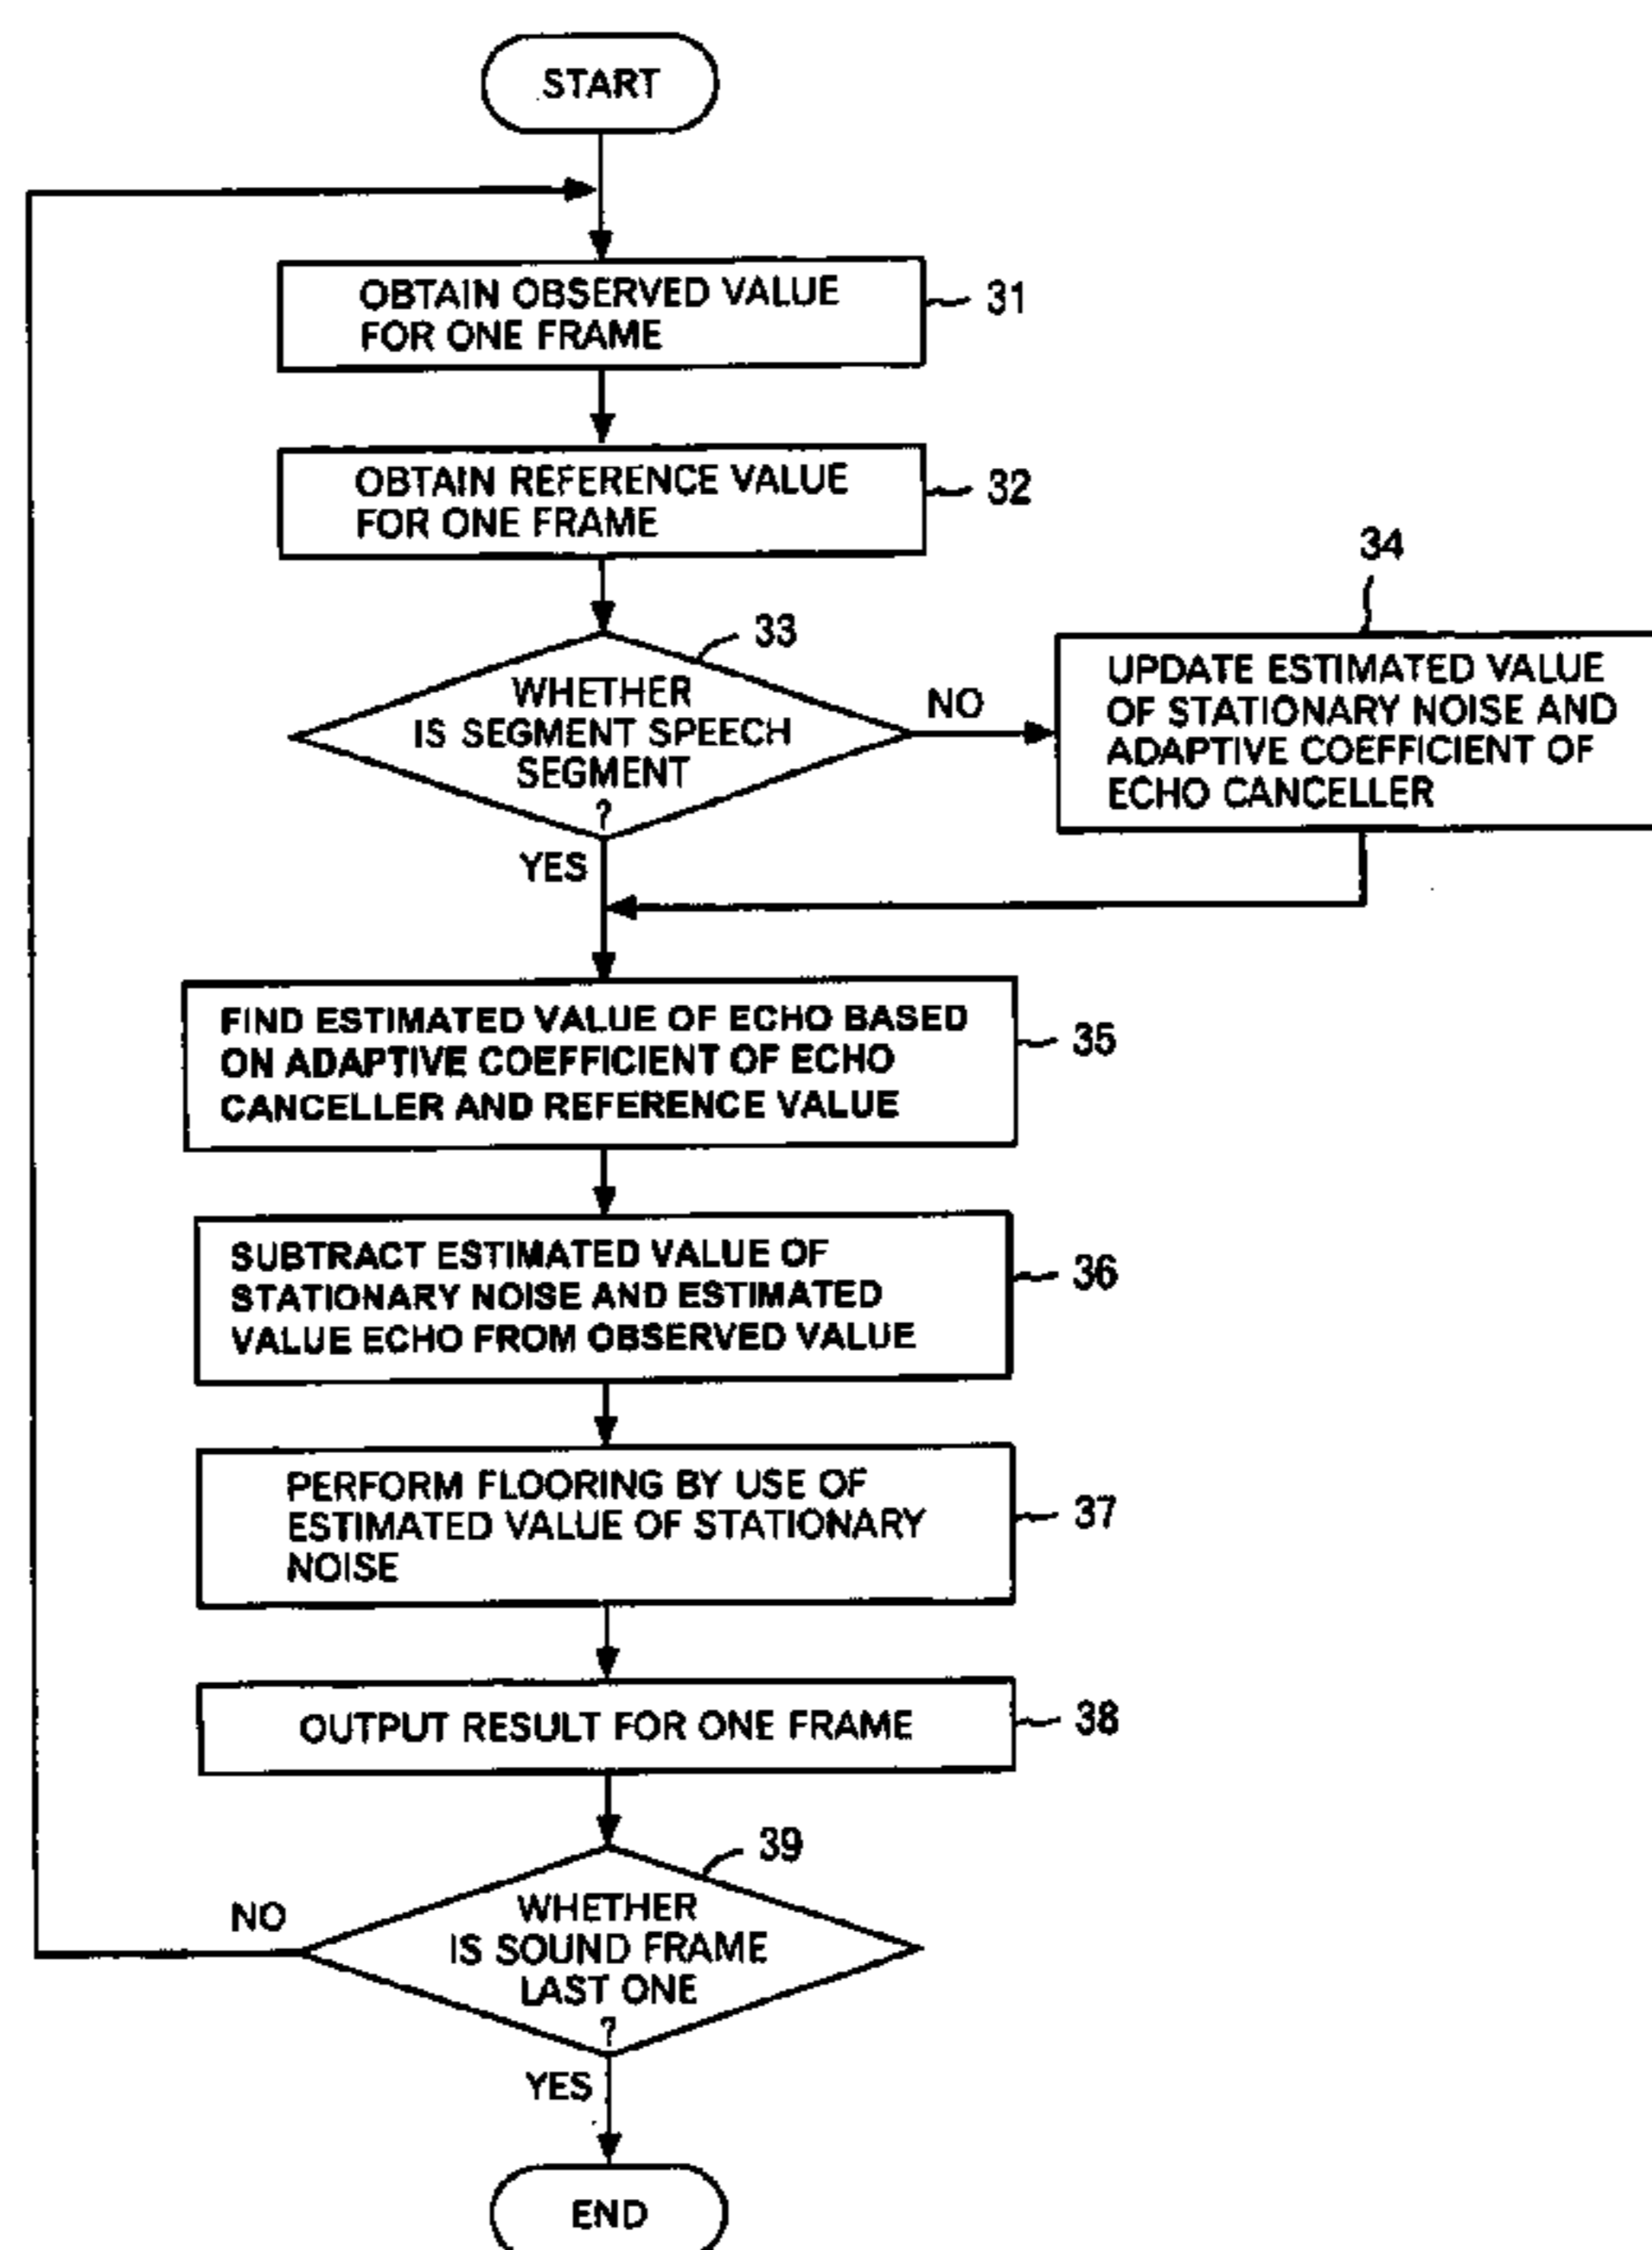 START
OBTAIN OBSERVED VALUE
FOR ONE FRAME
31
OBTAIN REFERENCE VALUE
FOR ONE FRAME
32
33
WHETHER
IS SEGMENT SPEECH
SEGMENT
?
NO
YES
34
UPDATE ESTIMATED VALUE
OF STATIONARY NOISE AND
ADAPTIVE COEFFICIENT OF
ECHO CANCELLER
FIND ESTIMATED VALUE OF ECHO BASED
ON ADAPTIVE COEFFICIENT OF ECHO
CANCELLER AND REFERENCE VALUE
35
SUBTRACT ESTIMATED VALUE OF
STATIONARY NOISE AND ESTIMATED
VALUE ECHO FROM OBSERVED VALUE
36
PERFORM FLOORING BY USE OF
ESTIMATED VALUE OF STATIONARY
NOISE
37
OUTPUT RESULT FOR ONE FRAME
38
39
WHETHER
IS SOUND FRAME
LAST ONE
?
NO
YES
END